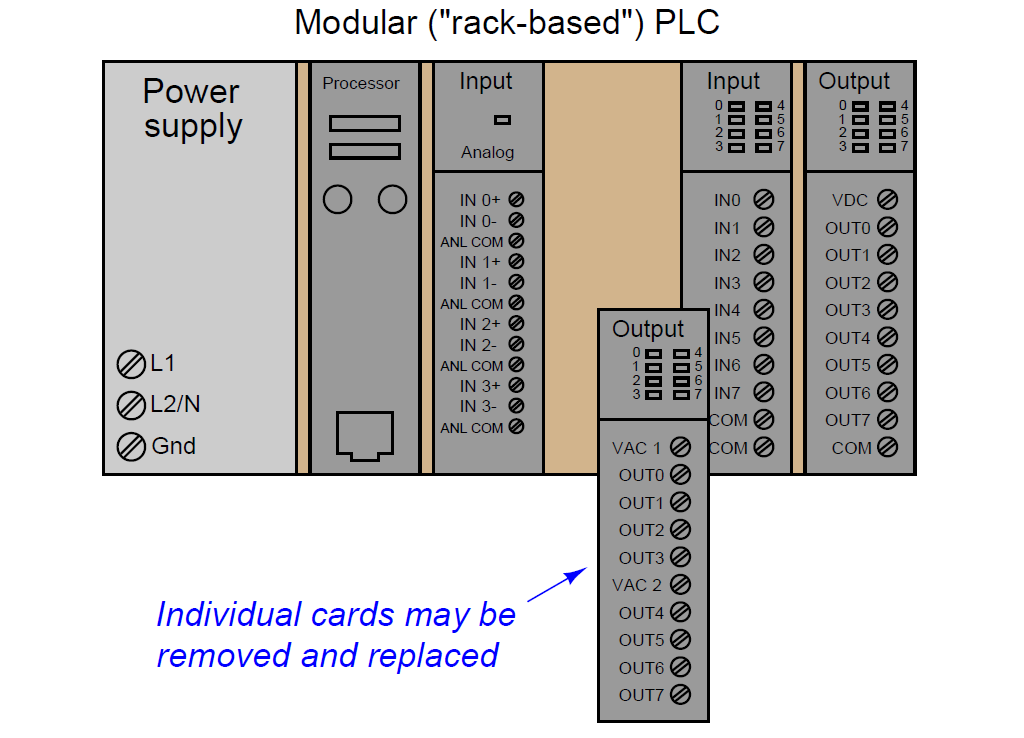 Modular ("rack-based") PLC
Power
supply
L1
L2/N
Gnd
Processor
Input
Analog
IN 0+
IN 0-
ANL COM
IN 1+
IN 1-
ANL COM
IN 2+
IN 2-
ANL COM
IN 3+
IN 3-
ANL COM
Output
0 4
1 5
2 6
3 7
VAC 1
OUT0
OUT1
OUT2
OUT3
VAC 2
OUT4
OUT5
OUT6
OUT7
Input
0 4
1 5
2 6
3 7
IN0
IN1
IN2
IN3
IN4
IN5
IN6
IN7
COM
COM
Output
0 4
1 5
2 6
3 7
VDC
OUT0
OUT1
OUT2
OUT3
OUT4
OUT5
OUT6
OUT7
COM
Individual cards may be
removed and replaced